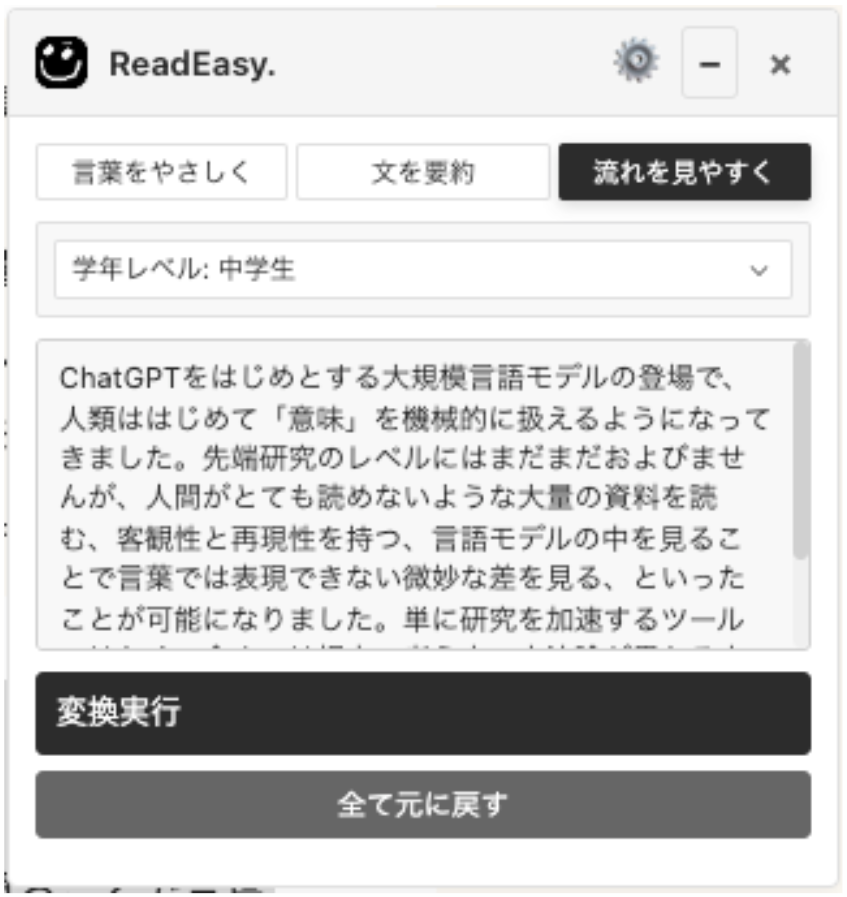 ReadEasy.
言葉をやさしく
文を要約
流れを見やすく
学年レベル: 中学生
ChatGPTをはじめとする大規模言語モデルの登場で、
人類ははじめて「意味」を機械的に扱えるようになって
きました。先端研究のレベルにはまだまだおよびませ
んが、人間がとても読めないような大量の資料を読
む、客観性と再現性を持つ、言語モデルの中を見るこ
とで言葉では表現できない微妙な差を見る、といった
ことが可能になりました。単に研究を加速するツール
変換実行
全て元に戻す